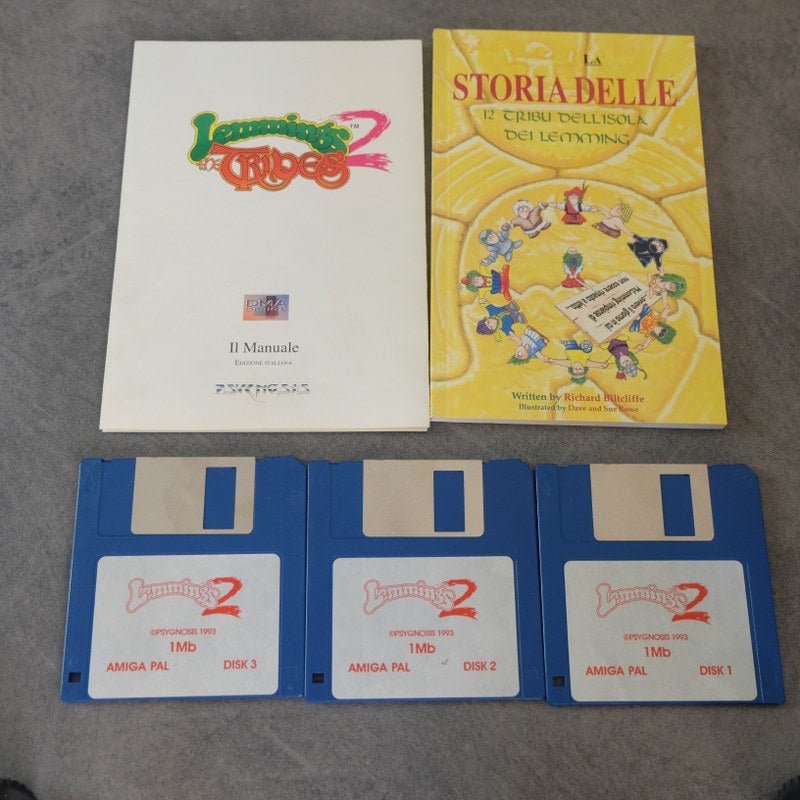 Lemmings 2
the TRIBES
TM
DMA
DESIGN
Il Manuale
EDIZIONE ITALIANA
PSYGNOSIS
LA
STORIA DELLE
12 TRIBU DELL'ISOLA
DEI LEMMING
Written by Richard Biltcliffe
Illustrated by Dave and Sue Rowe
Lemmings 2
©PSYGNOSIS 1993
1Mb
AMIGA PAL DISK 3
Lemmings 2
©PSYGNOSIS 1993
1Mb
AMIGA PAL DISK 2
Lemmings 2
©PSYGNOSIS 1993
1Mb
AMIGA PAL DISK 1